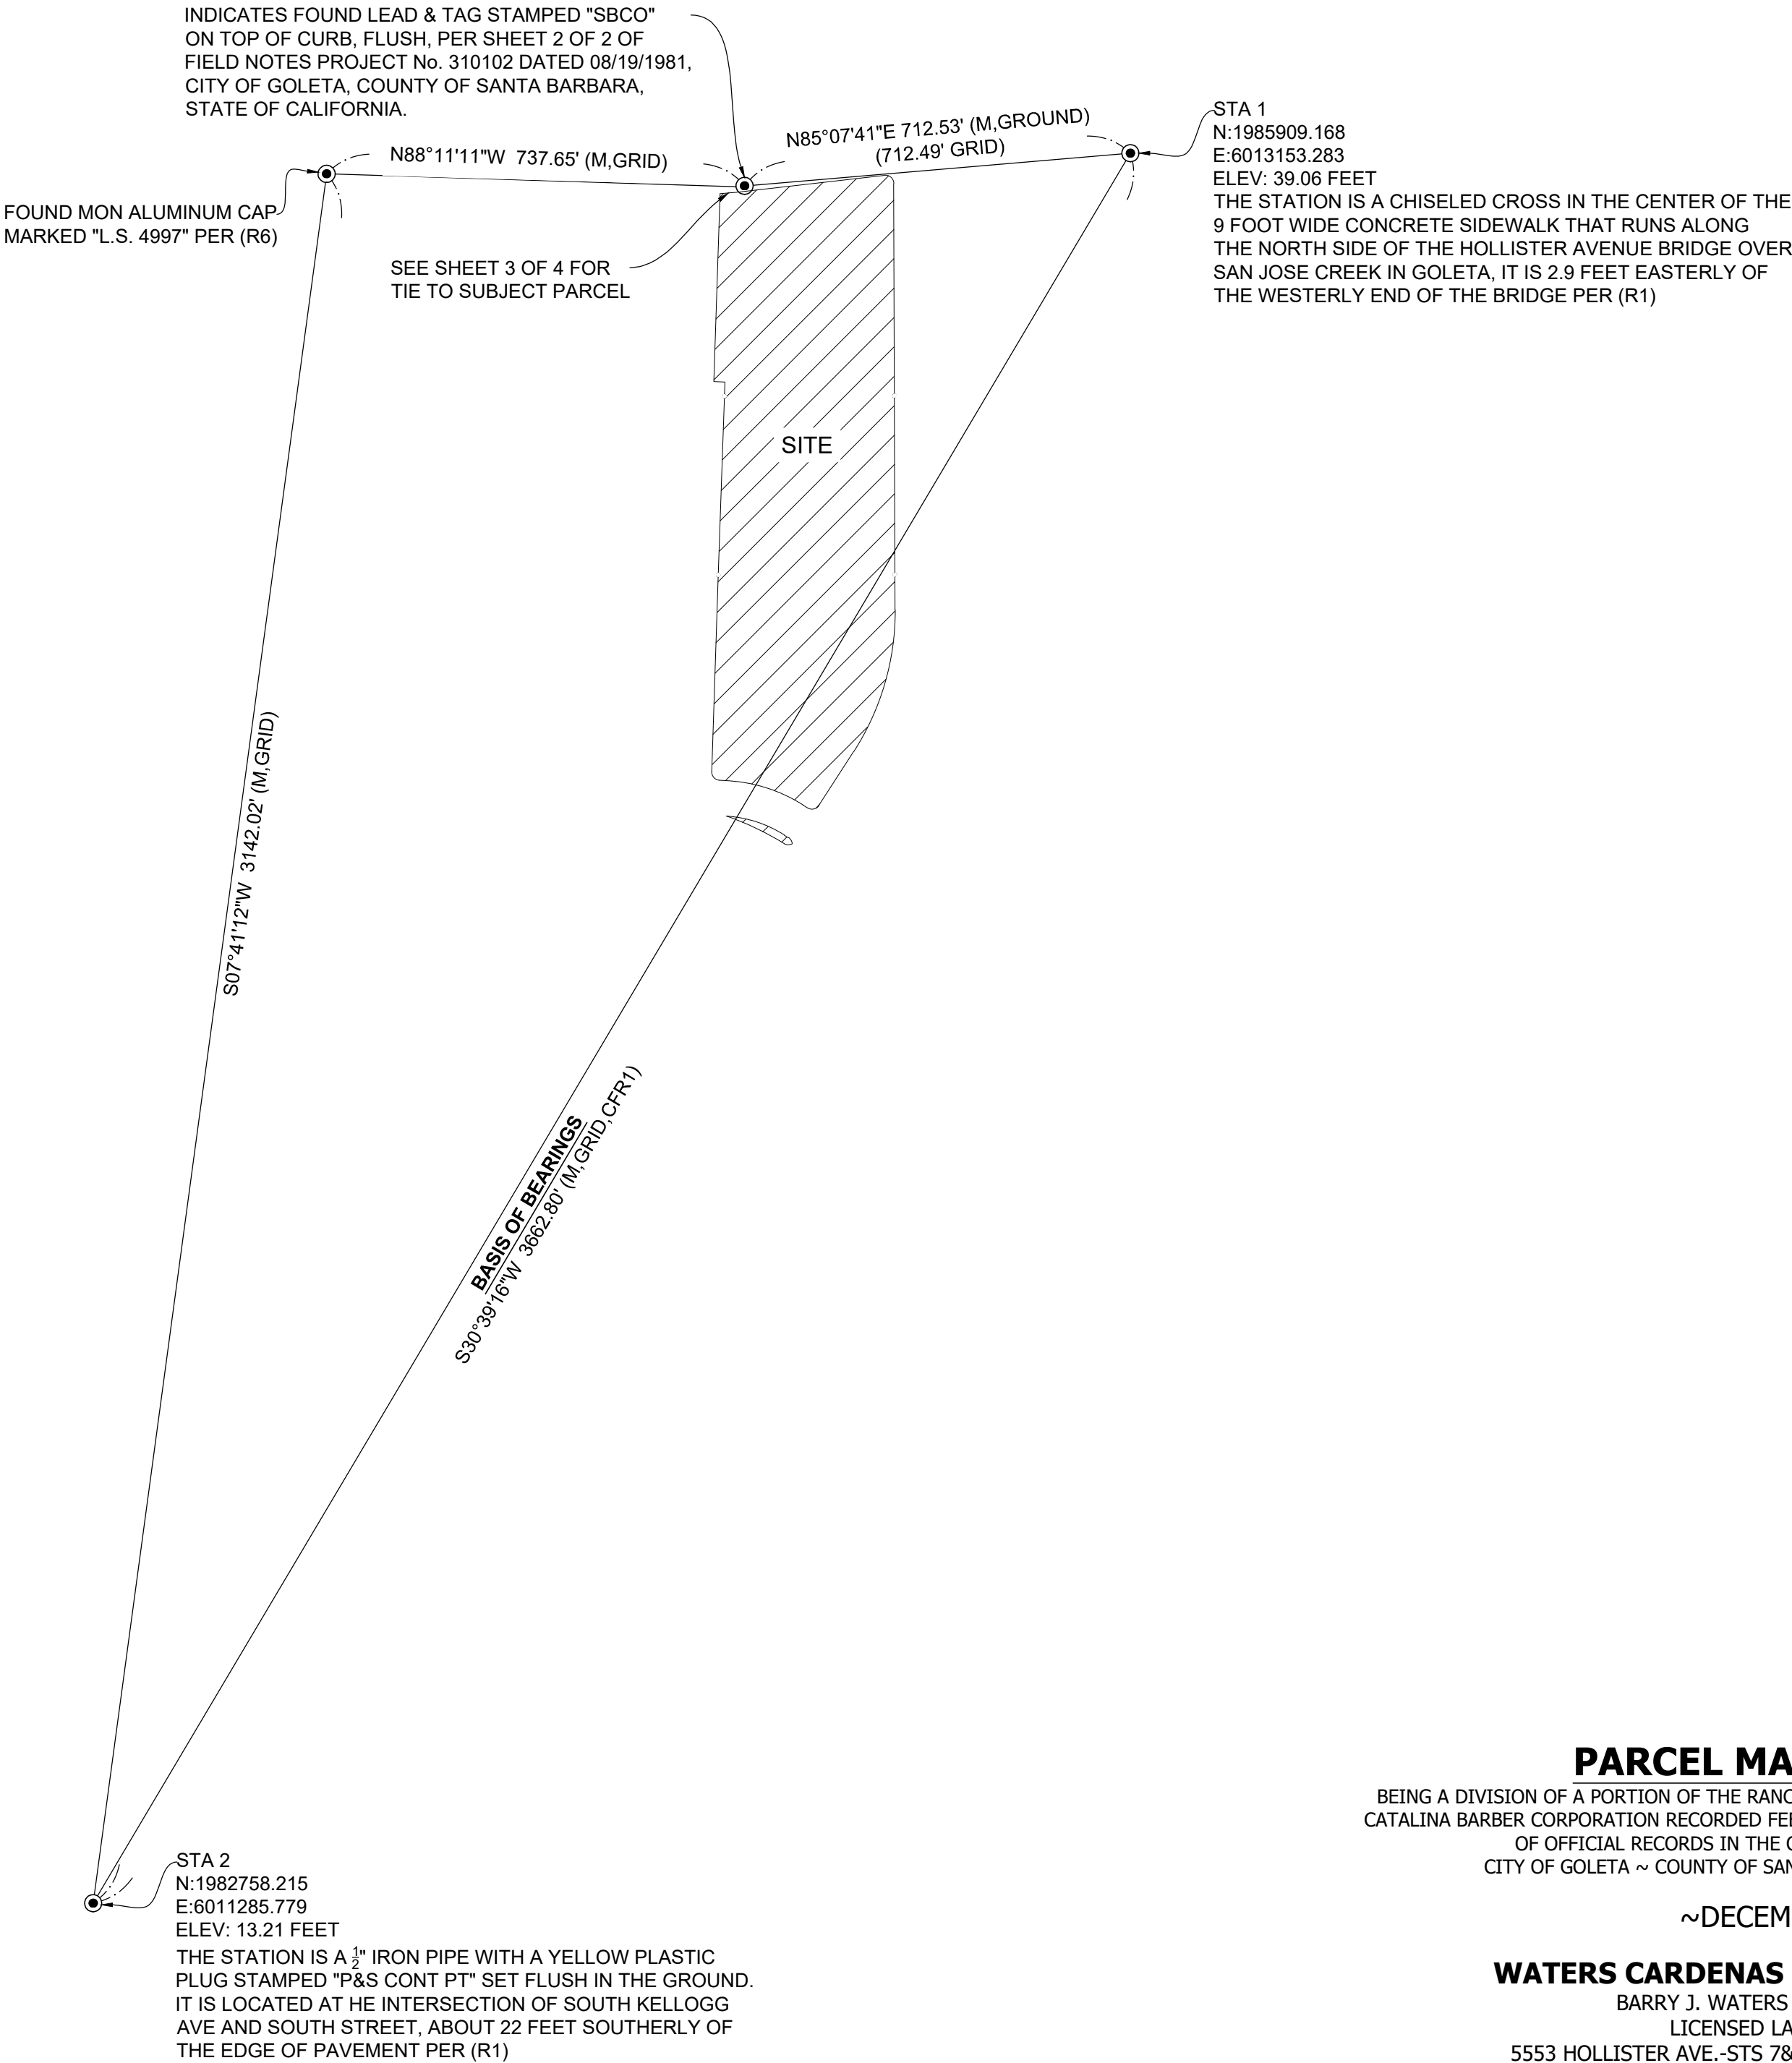 INDICATES FOUND LEAD & TAG STAMPED "SBCO"
ON TOP OF CURB, FLUSH, PER SHEET 2 OF 2 OF
FIELD NOTES PROJECT No. 310102 DATED 08/19/1981,
CITY OF GOLETA, COUNTY OF SANTA BARBARA,
STATE OF CALIFORNIA.
N88°11'11"W 737.65' (M,GRID)
N85°07'41"E 712.53' (M,GROUND)
(712.49' GRID)
STA 1
N:1985909.168
E:6013153.283
ELEV: 39.06 FEET
THE STATION IS A CHISELED CROSS IN THE CENTER OF THE
9 FOOT WIDE CONCRETE SIDEWALK THAT RUNS ALONG
THE NORTH SIDE OF THE HOLLISTER AVENUE BRIDGE OVER
SAN JOSE CREEK IN GOLETA, IT IS 2.9 FEET EASTERLY OF
THE WESTERLY END OF THE BRIDGE PER (R1)
FOUND MON ALUMINUM CAP
MARKED "L.S. 4997" PER (R6)
SEE SHEET 3 OF 4 FOR
TIE TO SUBJECT PARCEL
SITE
S07°41'12"W 3142.02' (M,GRID)
BASIS OF BEARINGS
S30°39'16"W 3662.80' (M,GRID,CFR1)
STA 2
N:1982758.215
E:6011285.779
ELEV: 13.21 FEET
THE STATION IS A ½" IRON PIPE WITH A YELLOW PLASTIC
PLUG STAMPED "P&S CONT PT" SET FLUSH IN THE GROUND.
IT IS LOCATED AT HE INTERSECTION OF SOUTH KELLOGG
AVE AND SOUTH STREET, ABOUT 22 FEET SOUTHERLY OF
THE EDGE OF PAVEMENT PER (R1)
PARCEL MA
BEING A DIVISION OF A PORTION OF THE RANC
CATALINA BARBER CORPORATION RECORDED FEE
OF OFFICIAL RECORDS IN THE
CITY OF GOLETA ~ COUNTY OF SAN
~DECEM
WATERS CARDENAS
BARRY J. WATERS
LICENSED LA
5553 HOLLISTER AVE.-STS 7&